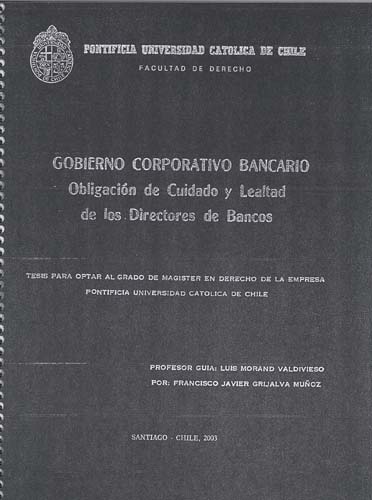 PONTIFICIA UNIVERSIDAD CATOLICA DE CHILE
FACULTAD DE DERECHO
GOBIERNO CORPORATIVO BANCARIO
Obligación de Cuidado y Lealtad
de los Directores de Bancos
TESIS PARA OPTAR AL GRADO DE MAGISTER EN DERECHO DE LA EMPRESA
PONTIFICIA UNIVERSIDAD CATOLICA DE CHILE
PROFESOR GUIA: LUIS MORAND VALDIVIESO
POR: FRANCISCO JAVIER GRIJALVA MUÑOZ
SANTIAGO - CHILE, 2003